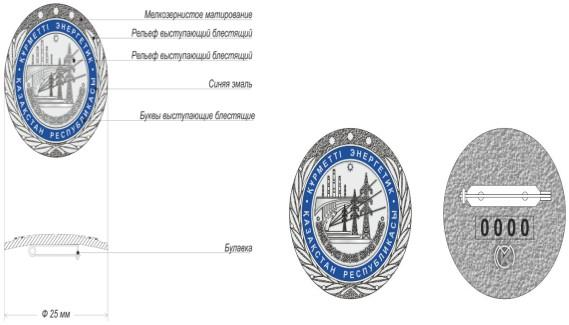 Мелкозернистое матирование
Рельеф выступающий блестящий
Рельеф выступающий блестящий
Синяя эмаль
Буквы выступающие блестящие
Булавка
Ф 25 мм
ҚҰРМЕТТІ ЭНЕРГЕТИК
ҚАЗАҚСТАН РЕСПУБЛИКАСЫ
ҚҰРМЕТТІ ЭНЕРГЕТИК
ҚАЗАҚСТАН РЕСПУБЛИКАСЫ
0000